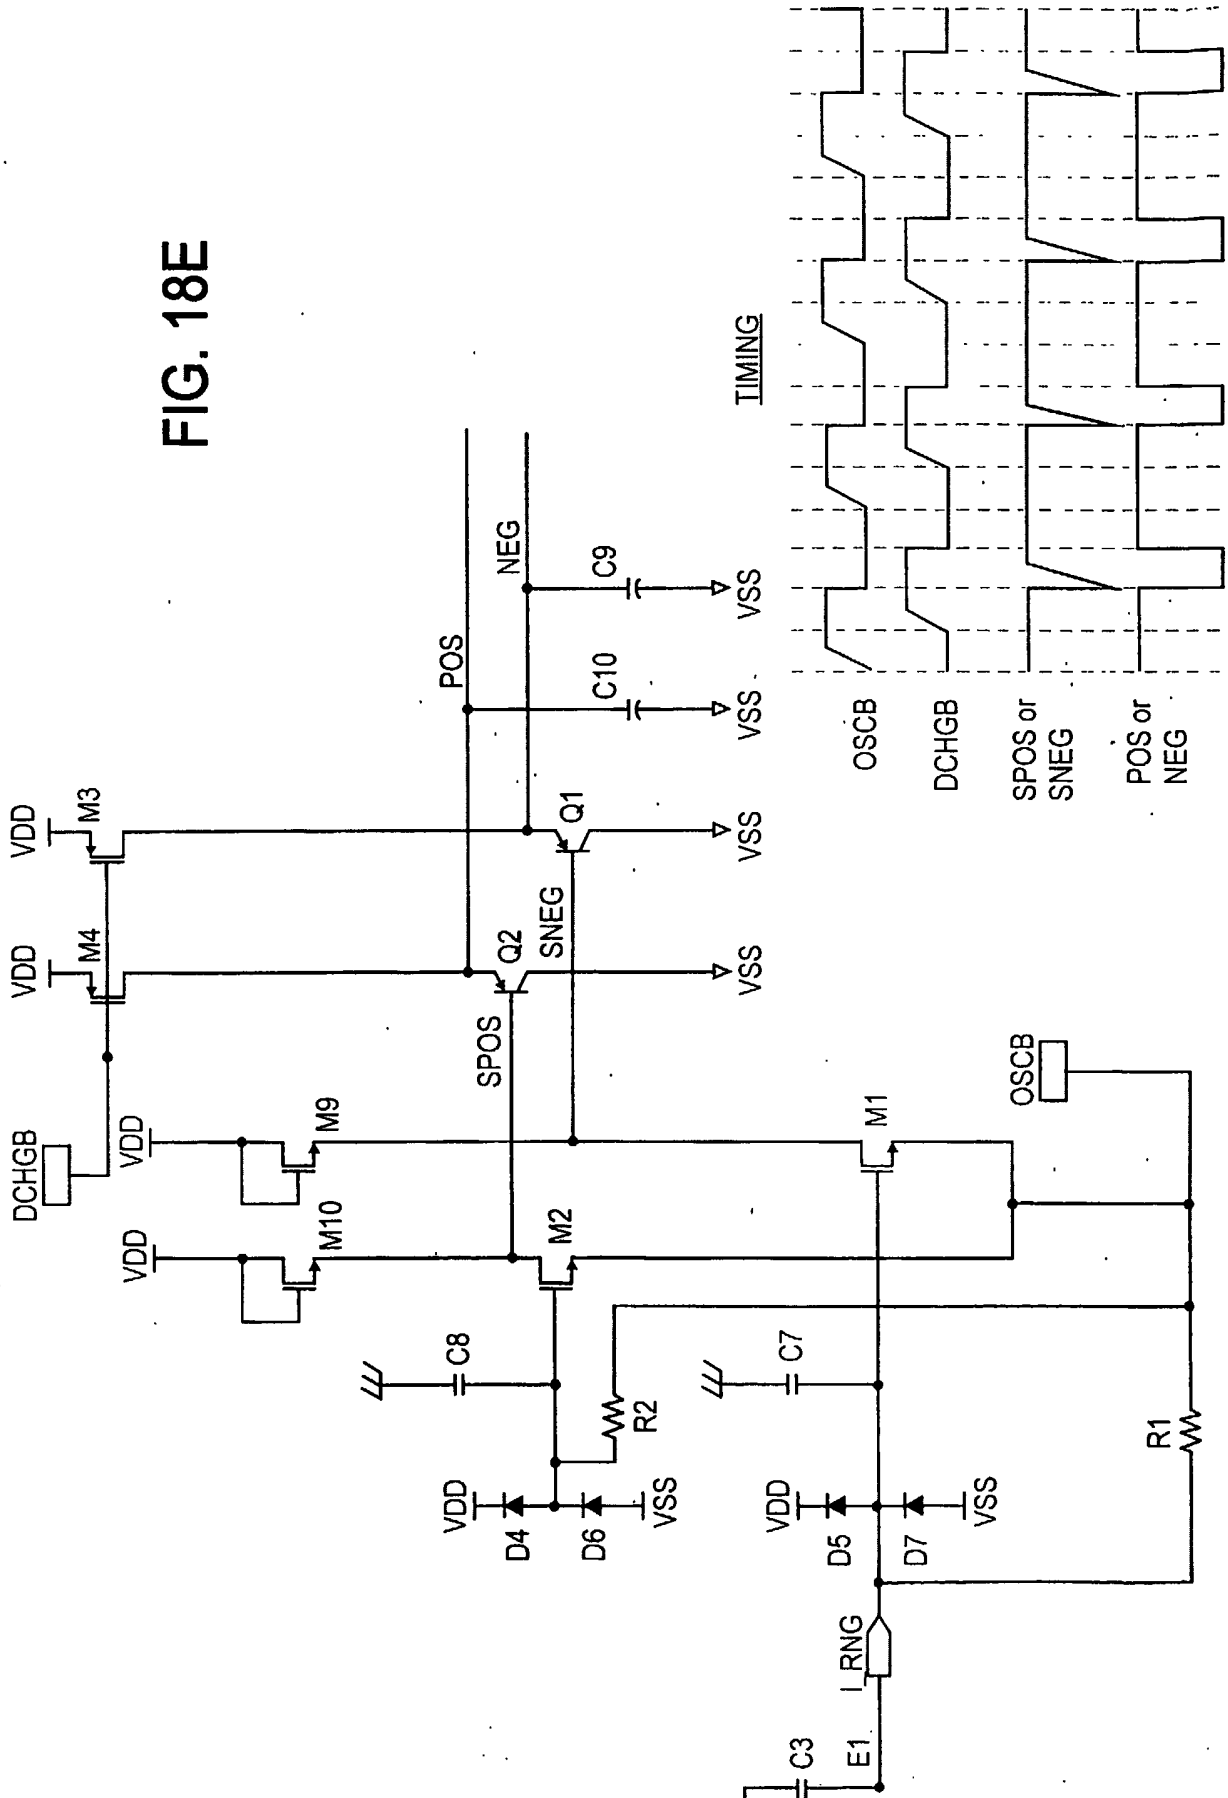 FIG. 18E
DCHGB
VDD
M10
VDD
M9
VDD
M4
VDD
M3
POS
NEG
SPOS
Q2
SNEG
Q1
C10
C9
VSS
VSS
VSS
VSS
C8
M2
VDD
D4
D6
VSS
R2
C7
M1
VDD
D5
D7
VSS
OSCB
I_RNG
R1
C3
E1
TIMING
OSCB
DCHGB
SPOS or
SNEG
POS or
NEG